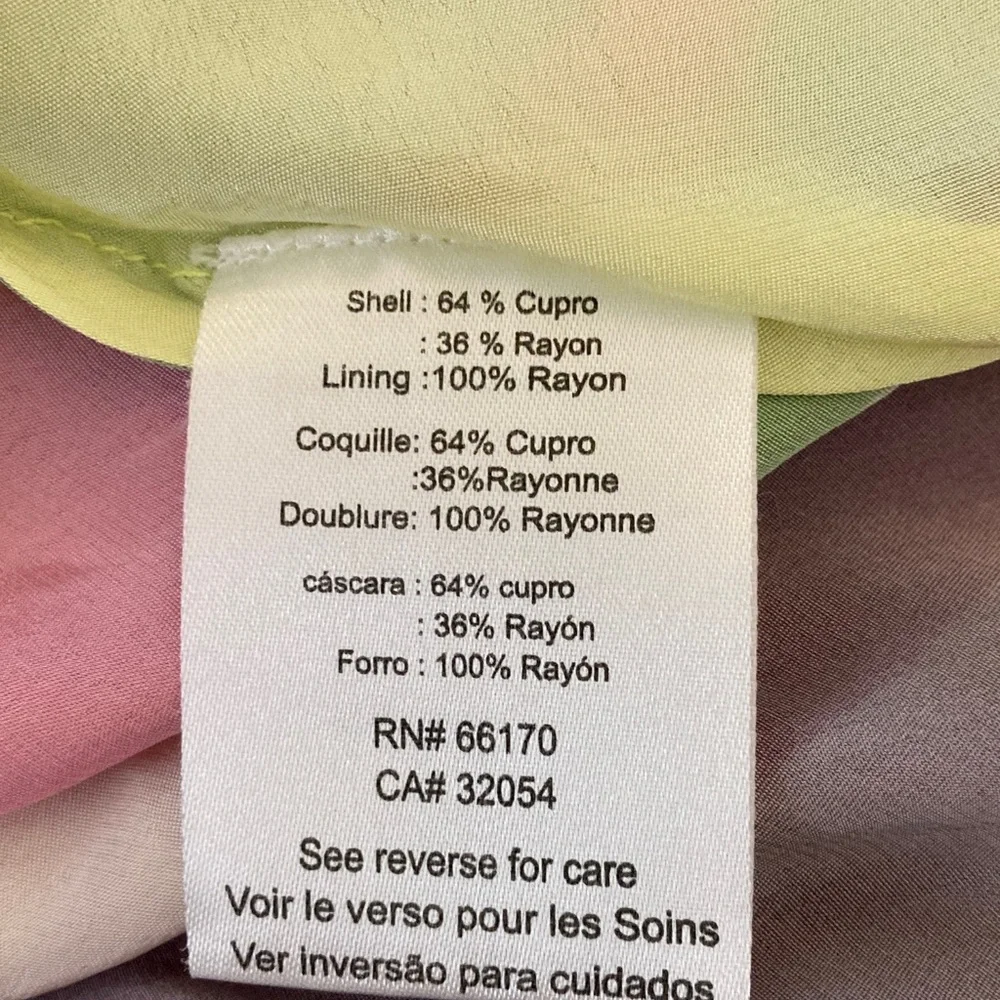 Shell : 64 % Cupro
: 36 % Rayon
Lining :100% Rayon
Coquille: 64% Cupro
:36%Rayonne
Doublure: 100% Rayonne
cáscara : 64% cupro
: 36% Rayón
Forro : 100% Rayón
RN# 66170
CA# 32054
See reverse for care
Voir le verso pour les Soins
Ver inversão para cuidados